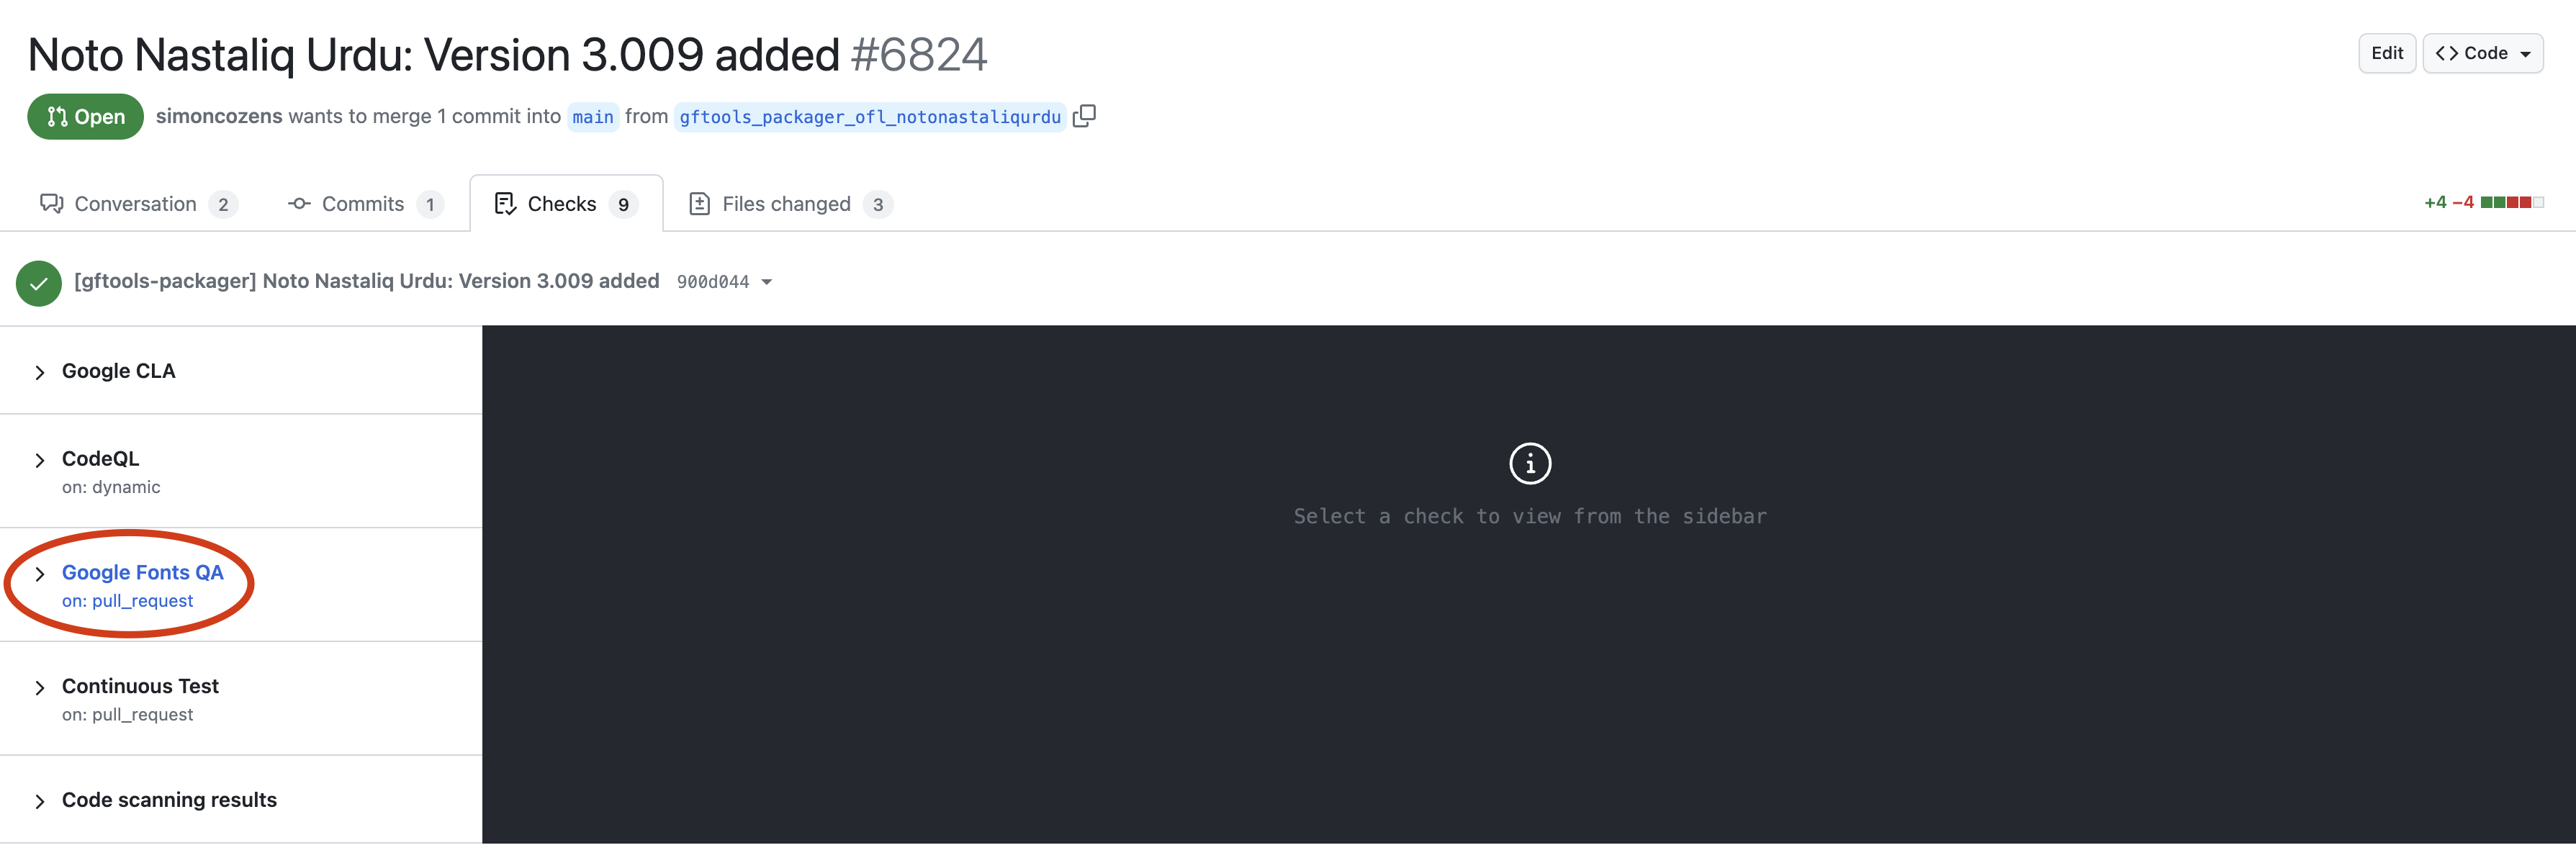 Noto Nastaliq Urdu: Version 3.009 added #6824
Edit
Code
Open
simoncozens wants to merge 1 commit into main from gftools_packager_ofl_notonastaliqurdu
Conversation 2
Commits 1
Checks 9
Files changed 3
+4 −4
[gftools-packager] Noto Nastaliq Urdu: Version 3.009 added 900d044
Google CLA
CodeQL
on: dynamic
Google Fonts QA
on: pull_request
Continuous Test
on: pull_request
Code scanning results
Select a check to view from the sidebar